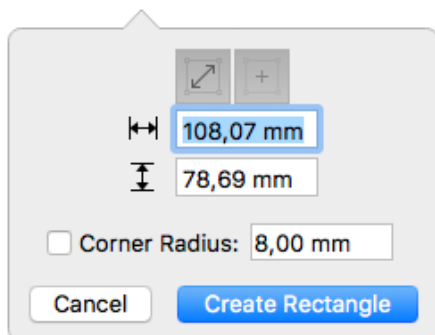 108,07 mm
78,69 mm
Corner Radius: 8,00 mm
Cancel Create Rectangle